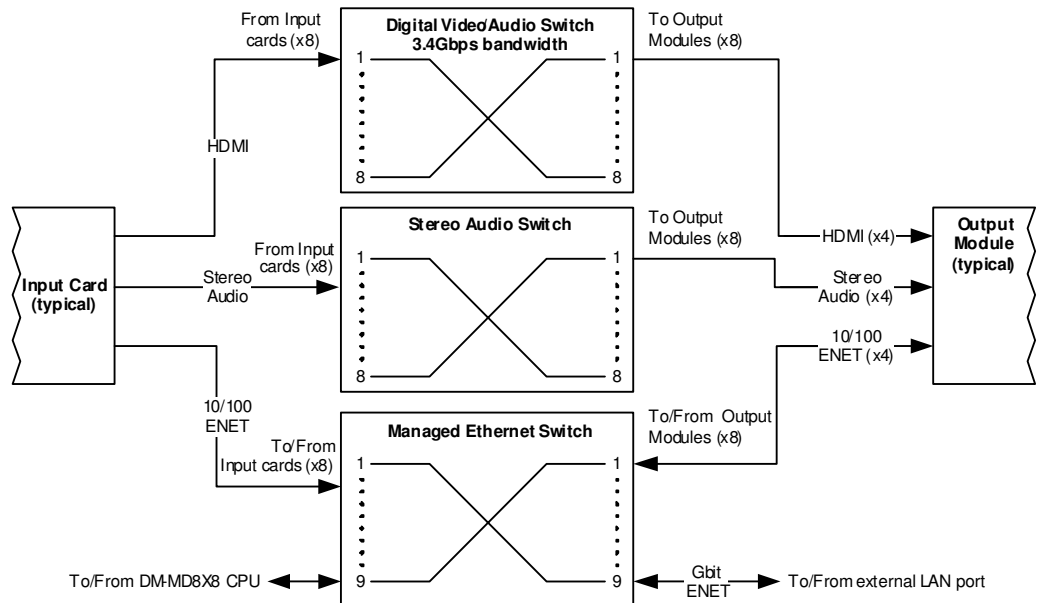 From Input
cards (x8)
Digital Video/Audio Switch
3.4Gbps bandwidth
To Output
Modules (x8)
1
1
HDMI
8
8
Input Card
(typical)
From Input
cards (x8)
Stereo
Audio
Stereo Audio Switch
To Output
Modules (x8)
1
1
8
8
HDMI (x4)
Stereo
Audio (x4)
10/100
ENET (x4)
Output
Module
(typical)
10/100
ENET
To/From
Input cards (x8)
Managed Ethernet Switch
To/From Output
Modules (x8)
1
1
9
9
To/From DM-MD8X8 CPU
Gbit
ENET
To/From external LAN port